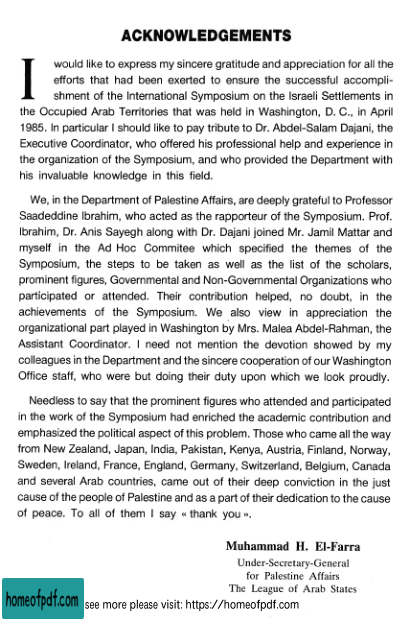 ACKNOWLEDGEMENTS
I would like to express my sincere gratitude and appreciation for all the
efforts that had been exerted to ensure the successful accompli-
shment of the International Symposium on the Israeli Settlements in
the Occupied Arab Territories that was held in Washington, D. C., in April
1985. In particular I should like to pay tribute to Dr. Abdel-Salam Dajani, the
Executive Coordinator, who offered his professional help and experience in
the organization of the Symposium, and who provided the Department with
his invaluable knowledge in this field.
We, in the Department of Palestine Affairs, are deeply grateful to Professor
Saadeddine Ibrahim, who acted as the rapporteur of the Symposium. Prof.
Ibrahim, Dr. Anis Sayegh along with Dr. Dajani joined Mr. Jamil Mattar and
myself in the Ad Hoc Commitee which specified the themes of the
Symposium, the steps to be taken as well as the list of the scholars,
prominent figures, Governmental and Non-Governmental Organizations who
participated or attended. Their contribution helped, no doubt, in the
achievements of the Symposium. We also view in appreciation the
organizational part played in Washington by Mrs. Malea Abdel-Rahman, the
Assistant Coordinator. I need not mention the devotion showed by my
colleagues in the Department and the sincere cooperation of our Washington
Office staff, who were but doing their duty upon which we look proudly.
Needless to say that the prominent figures who attended and participated
in the work of the Symposium had enriched the academic contribution and
emphasized the political aspect of this problem. Those who came all the way
from New Zealand, Japan, India, Pakistan, Kenya, Austria, Finland, Norway,
Sweden, Ireland, France, England, Germany, Switzerland, Belgium, Canada
and several Arab countries, came out of their deep conviction in the just
cause of the people of Palestine and as a part of their dedication to the cause
of peace. To all of them I say « thank you ».
Muhammad H. El-Farra
Under-Secretary-General
for Palestine Affairs
The League of Arab States
homeofpdf.com see more please visit: https://homeofpdf.com